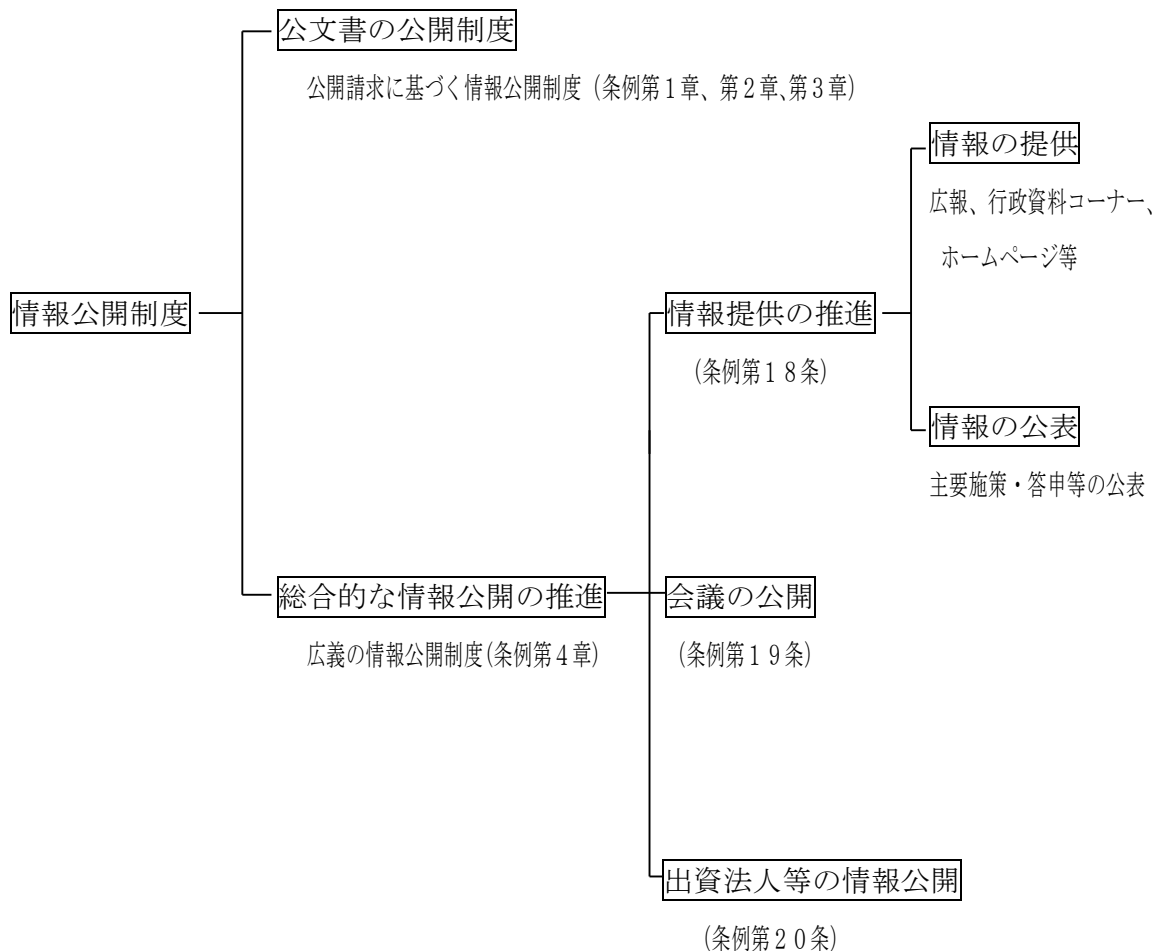 公文書の公開制度
公開請求に基づく情報公開制度（条例第１章、第２章、第３章）
情報の提供
広報、行政資料コーナー、
ホームページ等
情報公開制度
情報提供の推進
（条例第１８条）
情報の公表
主要施策・答申等の公表
総合的な情報公開の推進
会議の公開
広義の情報公開制度（条例第４章）
（条例第１９条）
出資法人等の情報公開
（条例第２０条）